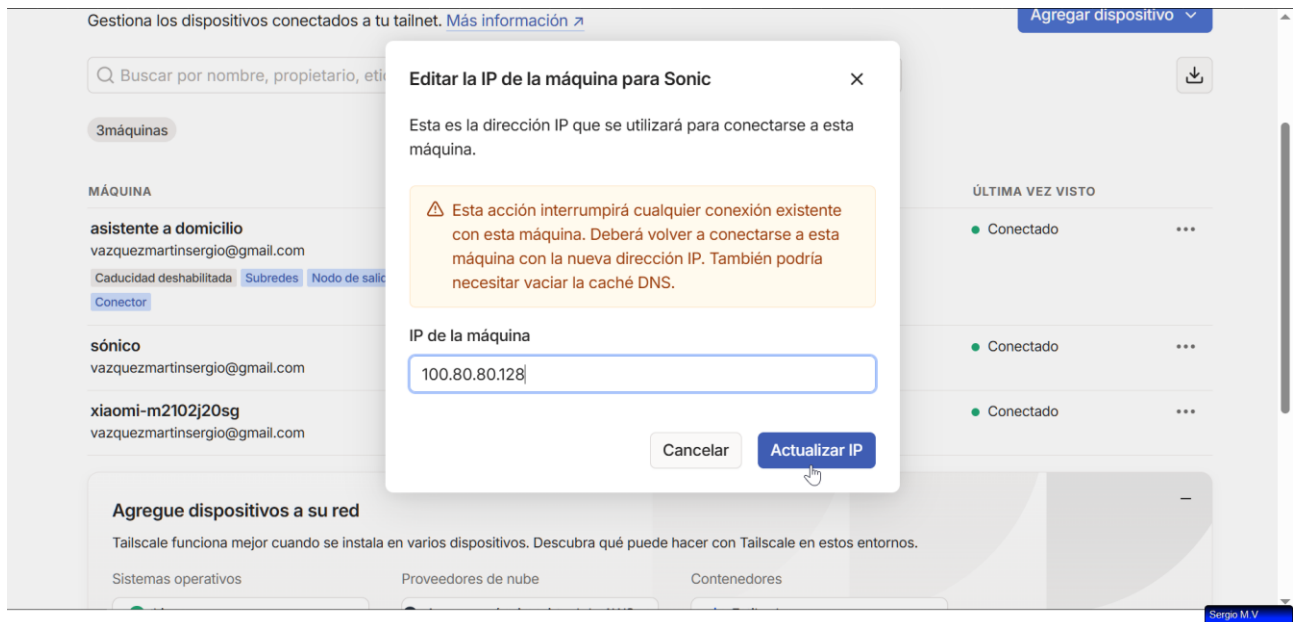 Gestiona los dispositivos conectados a tu tailnet. Más información ↗
Agregar dispositivo
Buscar por nombre, propietario,
3máquinas
MÁQUINA
ÚLTIMA VEZ VISTO
asistente a domicilio
vazquezmartinsergio@gmail.com
Caducidad deshabilitada Subredes Nodo de
Conector
Conectado
sónico
vazquezmartinsergio@gmail.com
Conectado
xiaomi-m2102j20sg
vazquezmartinsergio@gmail.com
Conectado
Editar la IP de la máquina para Sonic
Esta es la dirección IP que se utilizará para conectarse a esta
máquina.
Esta acción interrumpirá cualquier conexión existente
con esta máquina. Deberá volver a conectarse a esta
máquina con la nueva dirección IP. También podría
necesitar vaciar la caché DNS.
IP de la máquina
100.80.80.128
Cancelar
Actualizar IP
Agregue dispositivos a su red
Tailscale funciona mejor cuando se instala en varios dispositivos. Descubra qué puede hacer con Tailscale en estos entornos.
Sistemas operativos
Proveedores de nube
Contenedores
Sergio M.V